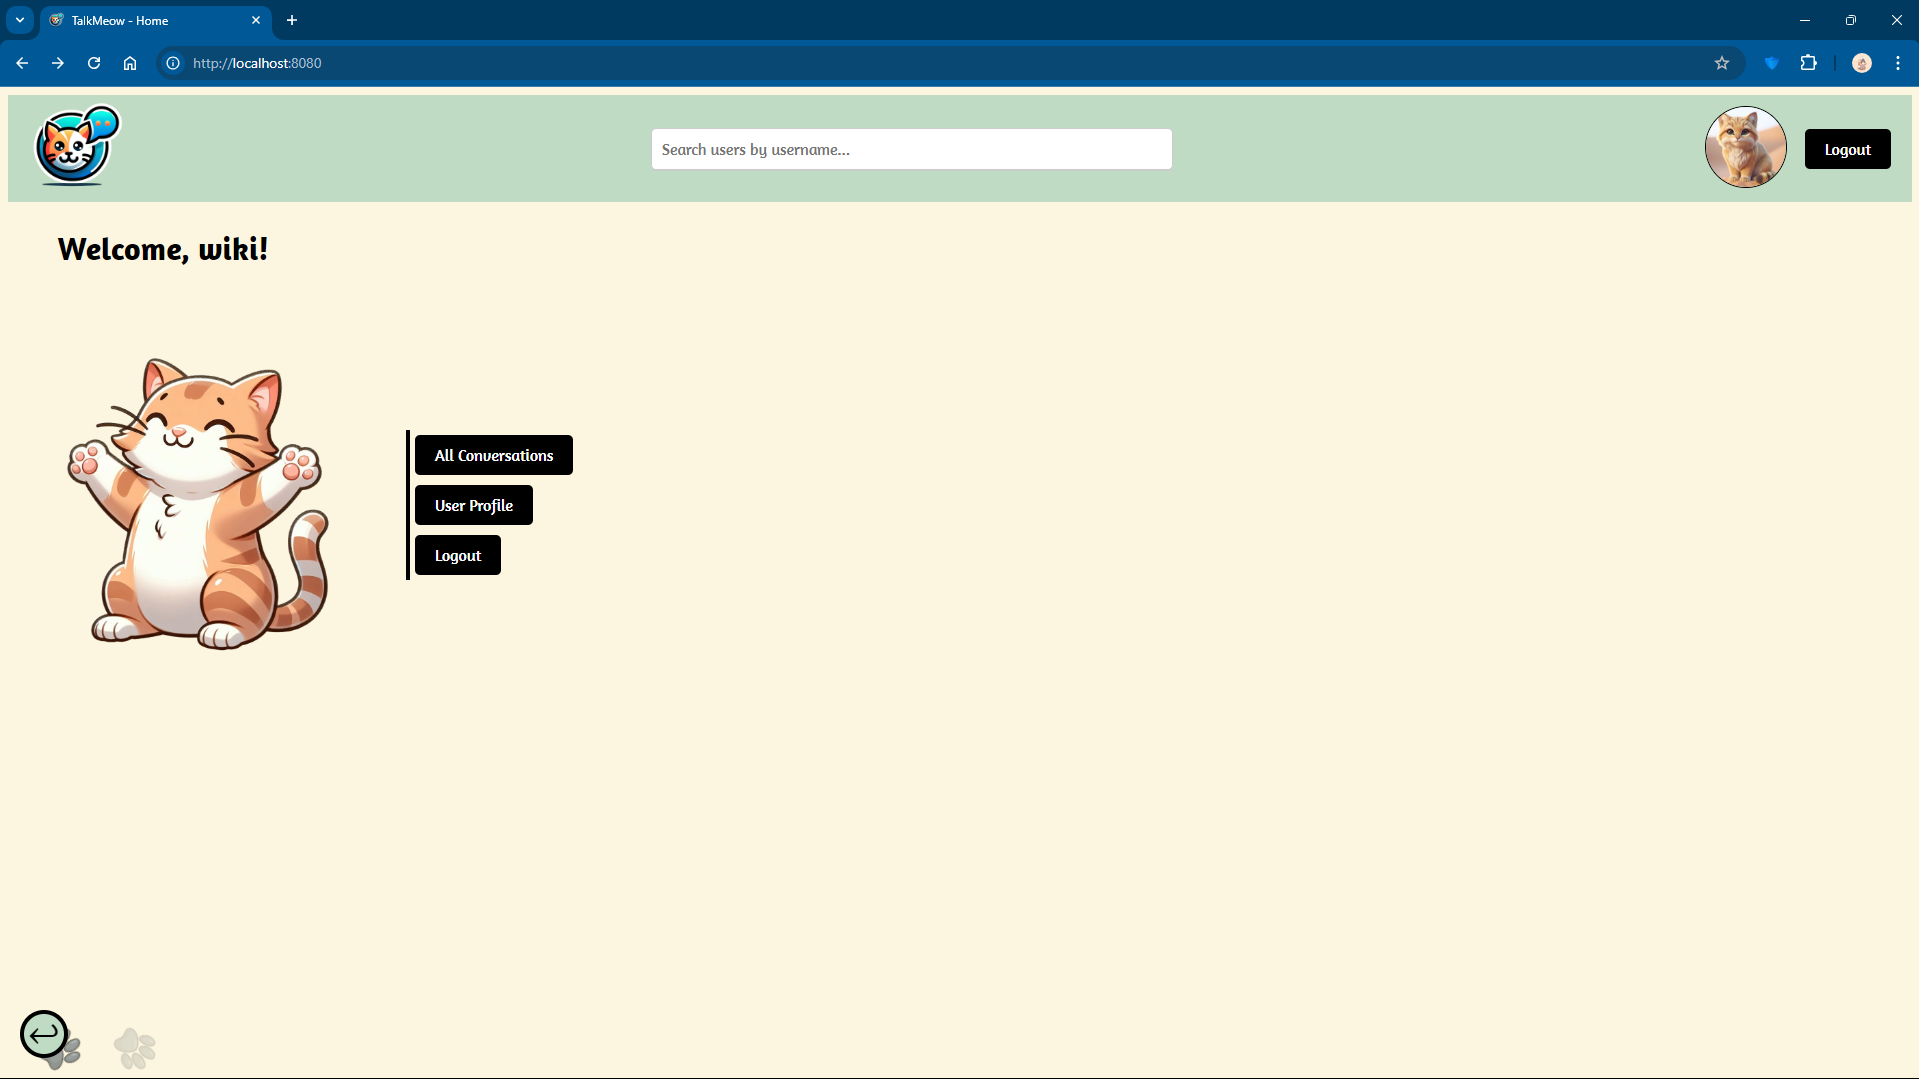 TalkMeow - Home
http://localhost:8080
Search users by username...
Logout
Welcome, wiki!
All Conversations
User Profile
Logout